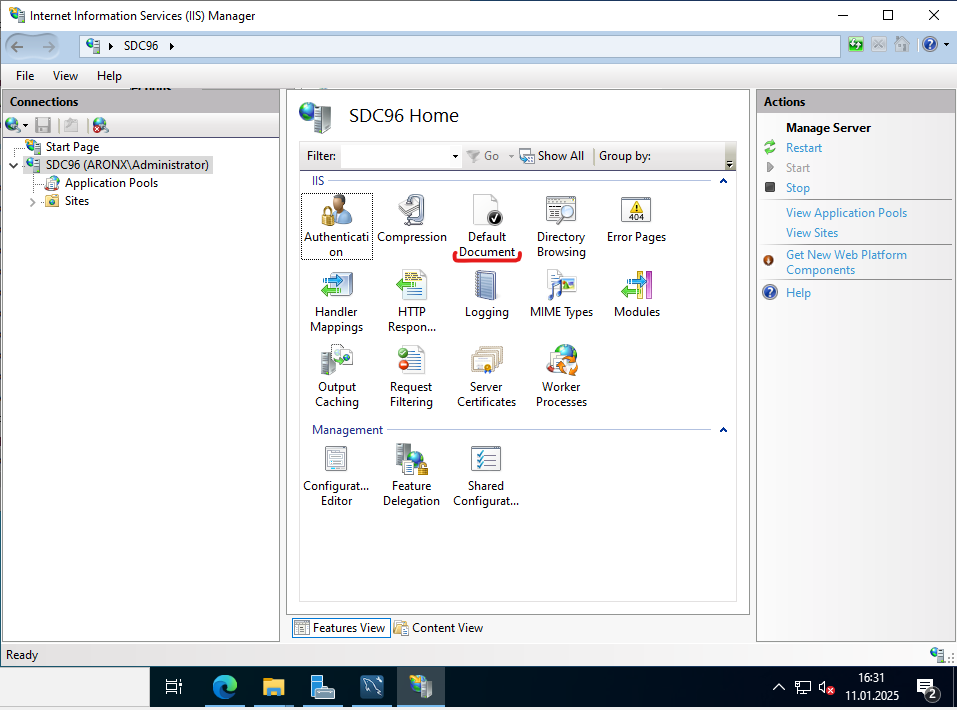 Internet Information Services (IIS) Manager
SDC96
File View Help
Connections
Start Page
SDC96 (ARONX\Administrator)
Application Pools
Sites
SDC96 Home
Filter: Go Show All Group by:
IIS
Authenticati
on
Compression
Default
Document
Directory
Browsing
Error Pages
404
Handler
Mappings
HTTP
Respon...
Logging
MIME Types
Modules
Output
Caching
Request
Filtering
Server
Certificates
Worker
Processes
Management
Configurat...
Editor
Feature
Delegation
Shared
Configurat...
Features View
Content View
Actions
Manage Server
Restart
Start
Stop
View Application Pools
View Sites
Get New Web Platform
Components
Help
Ready
16:31
11.01.2025
2